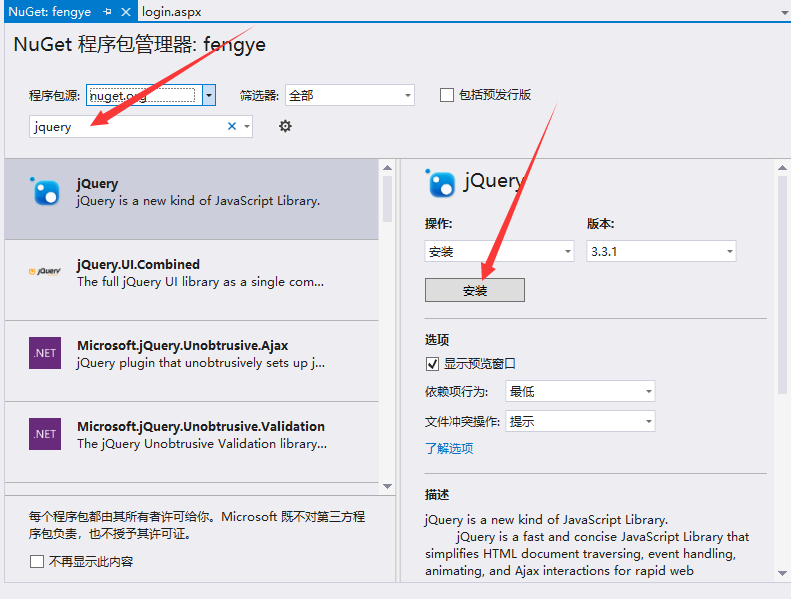 NuGet: fengye
login.aspx
NuGet 程序包管理器: fengye
程序包源: nuget.org 筛选器: 全部 包括预发行版
jquery
jQuery
jQuery is a new kind of JavaScript Library.
jQuery.UI.Combined
The full jQuery UI library as a single com...
jQuery
.NET
Microsoft.jQuery.Unobtrusive.Ajax
jQuery plugin that unobtrusively sets up j...
.NET
Microsoft.jQuery.Unobtrusive.Validation
The jQuery Unobtrusive Validation library...
每个程序包都由其所有者许可给你。Microsoft 既不对第三方程
序包负责，也不授予其许可证。
不再显示此内容
jQuery
操作: 版本:
安装 3.3.1
安装
选项
显示预览窗口
依赖项行为: 最低
文件冲突操作: 提示
了解选项
描述
jQuery is a new kind of JavaScript Library.
jQuery is a fast and concise JavaScript Library that
simplifies HTML document traversing, event handling,
animating, and Ajax interactions for rapid web